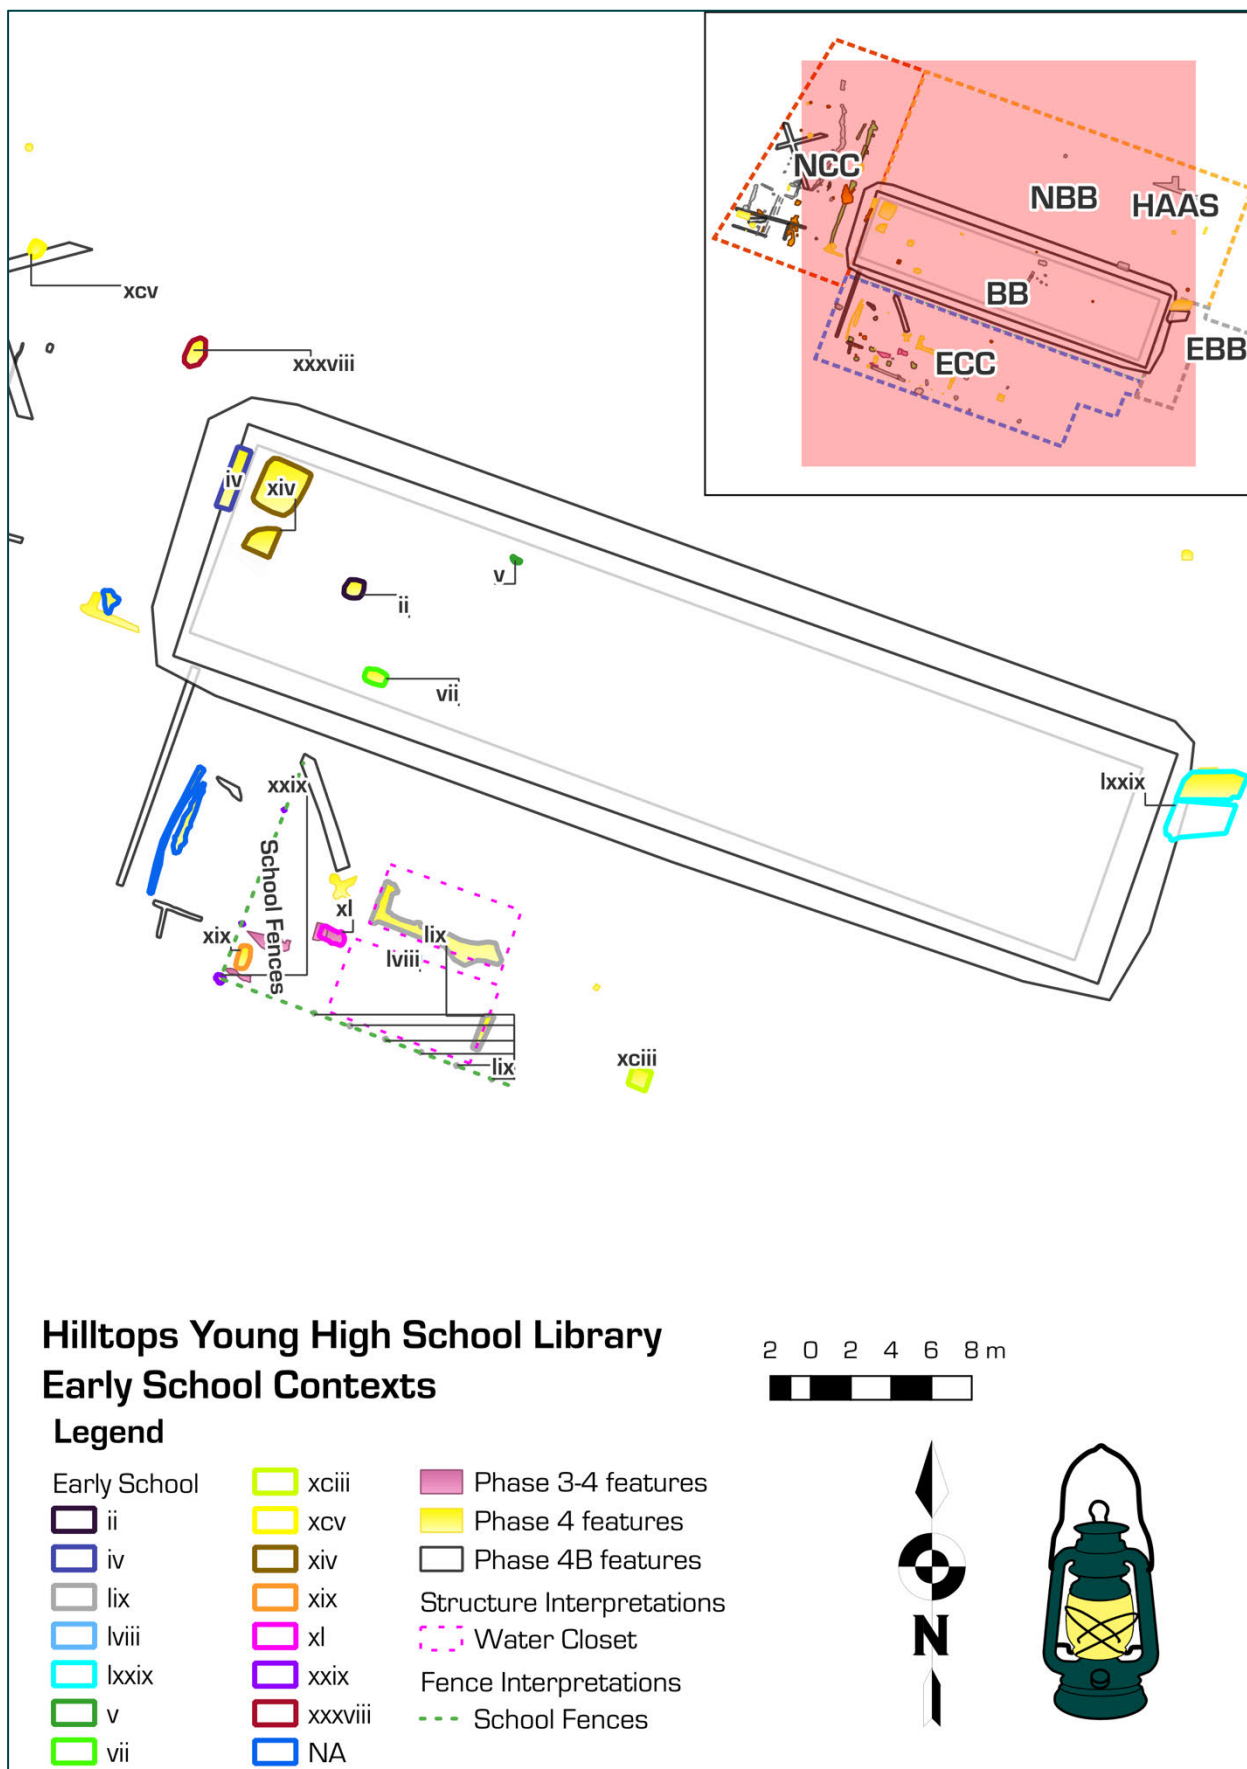 NCC
NBB
HAAS
BB
EBB
ECC
xcv
xxxviii
iv
xiv
v
ii
vii
lxxix
xxix
School Fences
xl
xix
lix
lviii
lix
xciii
Hilltops Young High School Library
Early School Contexts
2 0 2 4 6 8 m
Legend
Early School
ii
iv
lix
lviii
lxxix
v
vii
xciii
xcv
xiv
xix
xl
xxix
xxxviii
NA
Phase 3-4 features
Phase 4 features
Phase 4B features
Structure Interpretations
Water Closet
Fence Interpretations
School Fences
N